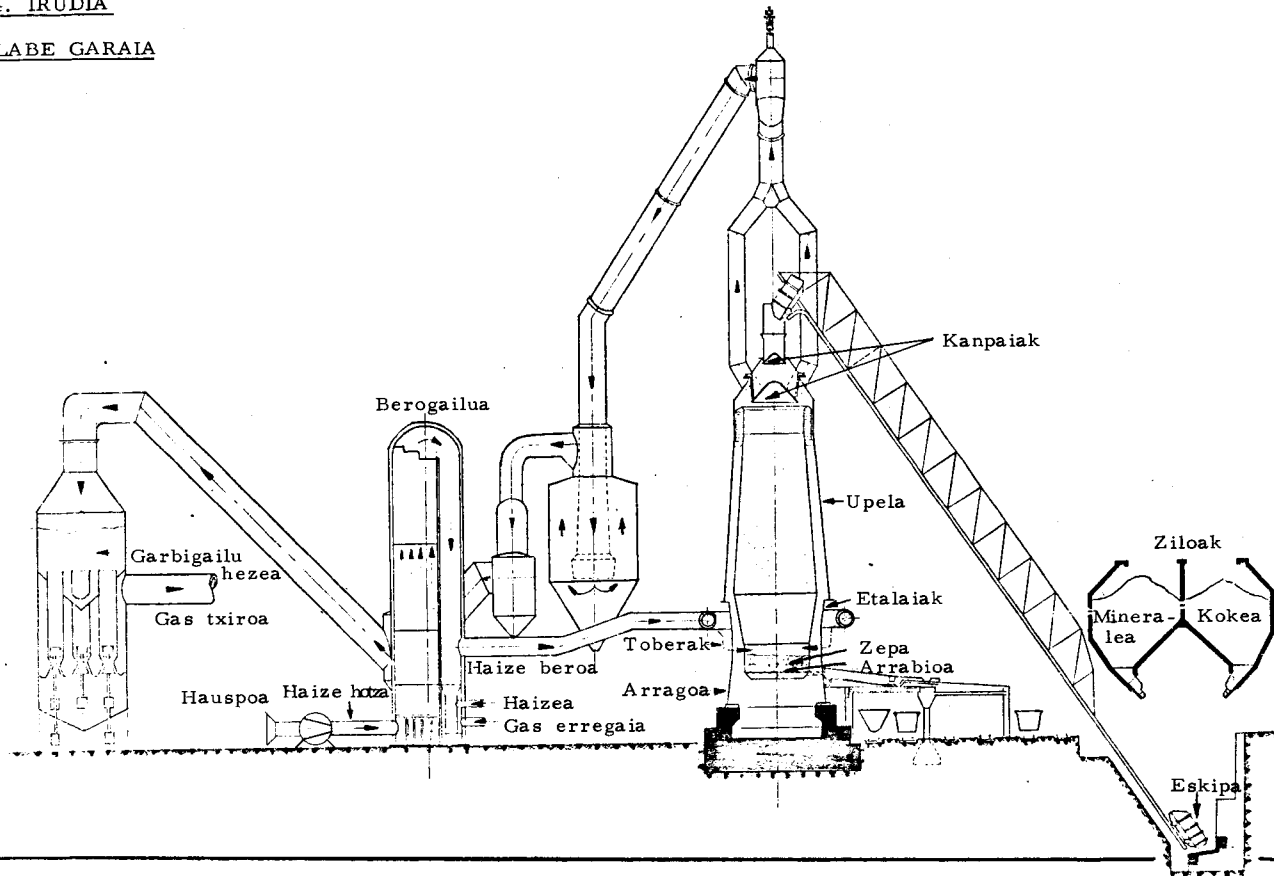 IRUDIA
LABE GARAIA
Kanpaiak
Berogailua
Upela
Ziloak
Garbigailu
hezea
Gas txiroa
Etalaiak
Minera-
lea
Kokea
Toberak
Zepa
Arrabioa
Haize beroa
Arragoa
Hauspoa
Haize hotza
Haizea
Gas erregaia
Eskipa